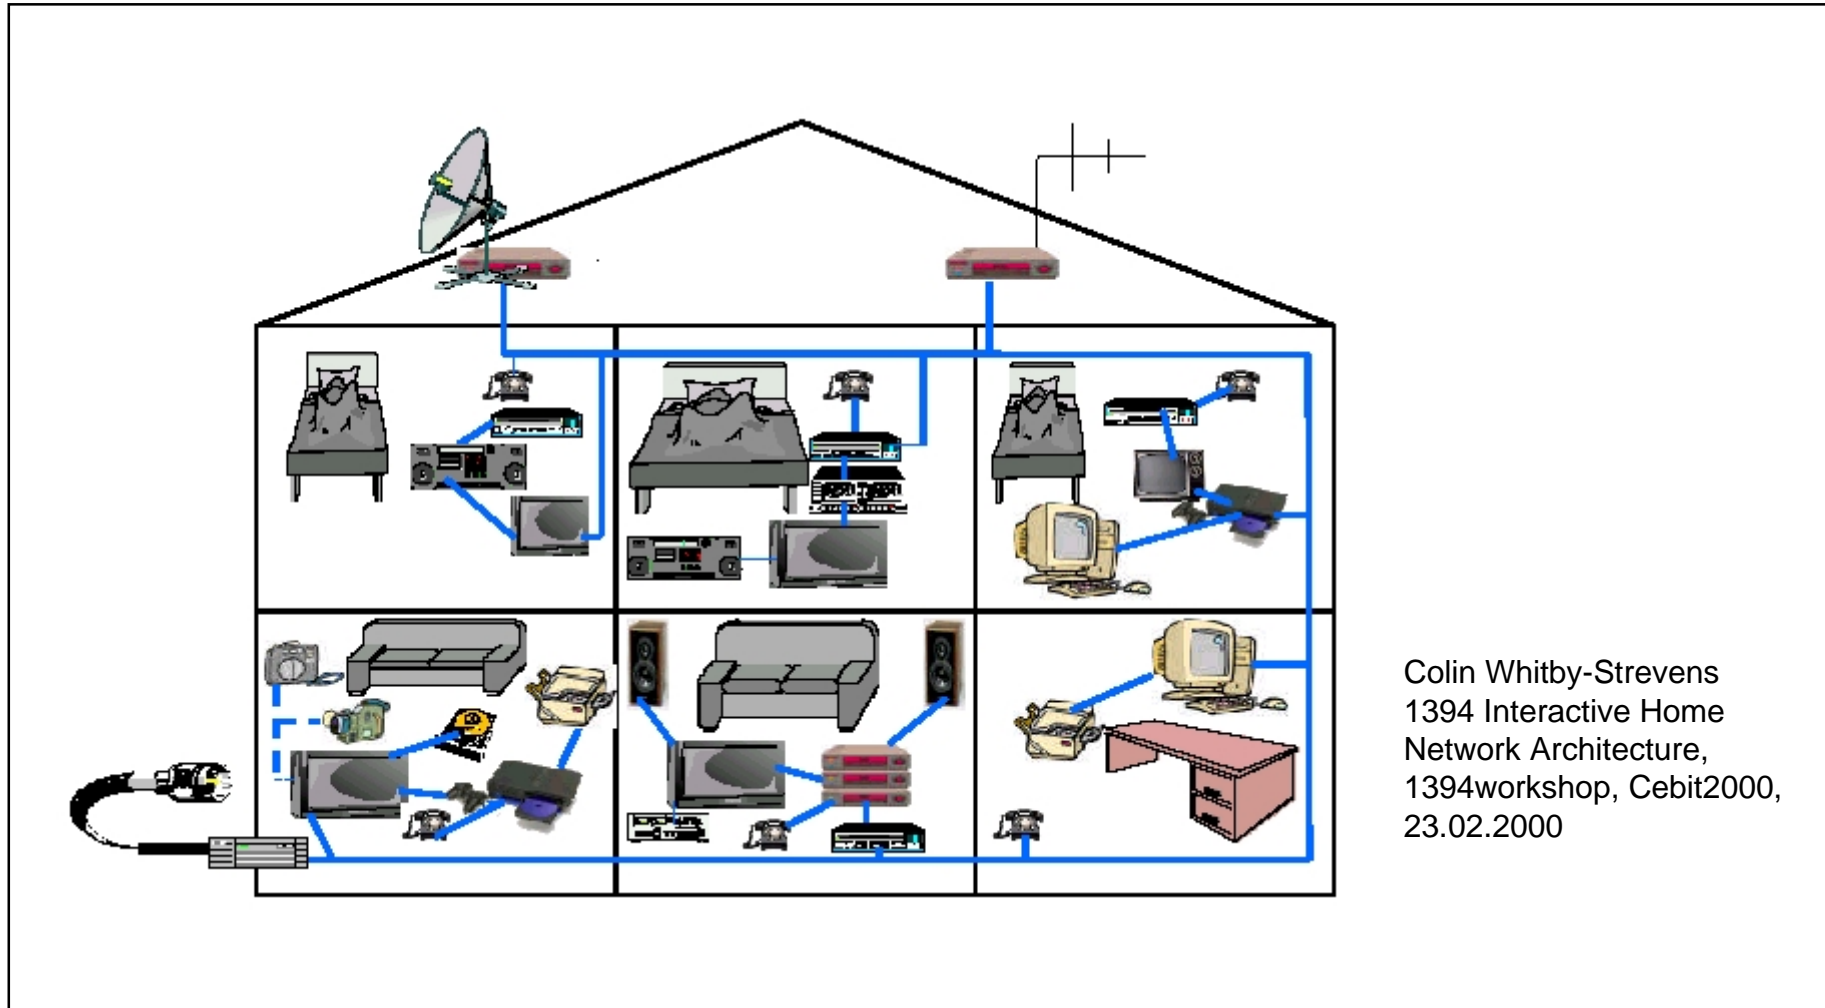 Colin Whitby-Strevens
1394 Interactive Home
Network Architecture,
1394workshop, Cebit2000,
23.02.2000